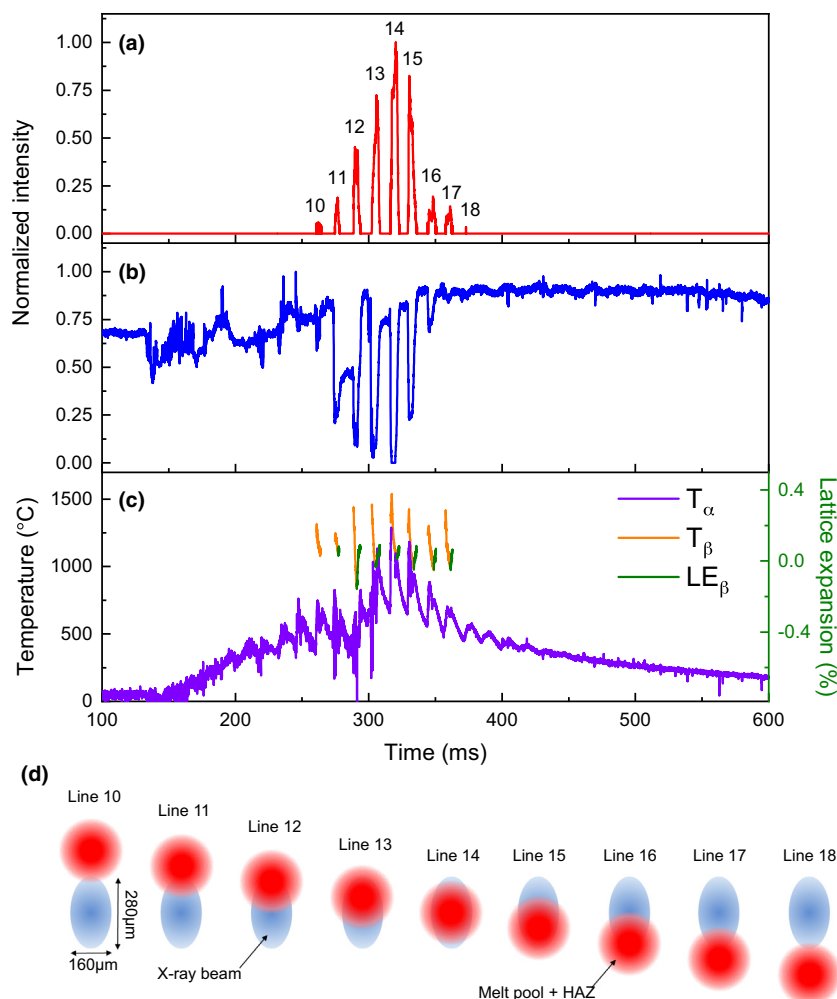 (a)
Normalized intensity
1.00
0.75
0.50
0.25
0.00
10
11
12
13
14
15
16
17
18
(b)
1.00
0.75
0.50
0.25
0.00
(c)
Temperature (°C)
1500
1000
500
0
Tα
Tβ
LEβ
0.4
0.0
-0.4
Lattice expansion (%)
100
200
300
400
500
600
Time (ms)
(d)
Line 10
Line 11
Line 12
Line 13
Line 14
Line 15
Line 16
Line 17
Line 18
280µm
160µm
X-ray beam
Melt pool + HAZ